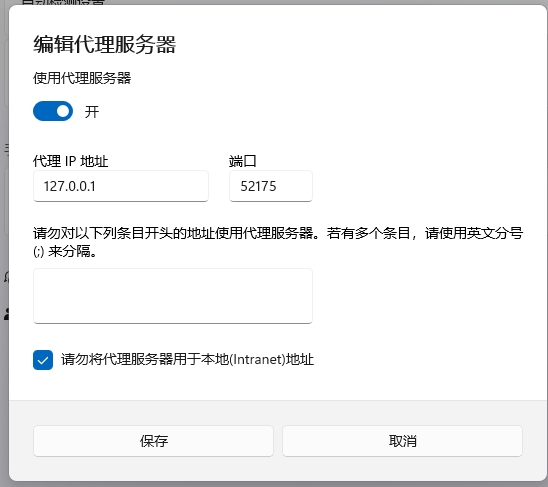 编辑代理服务器
使用代理服务器
开
代理 IP 地址
端口
127.0.0.1
52175
请勿对以下列条目开头的地址使用代理服务器。若有多个条目，请使用英文分号
(;) 来分隔。
请勿将代理服务器用于本地(Intranet)地址
保存
取消